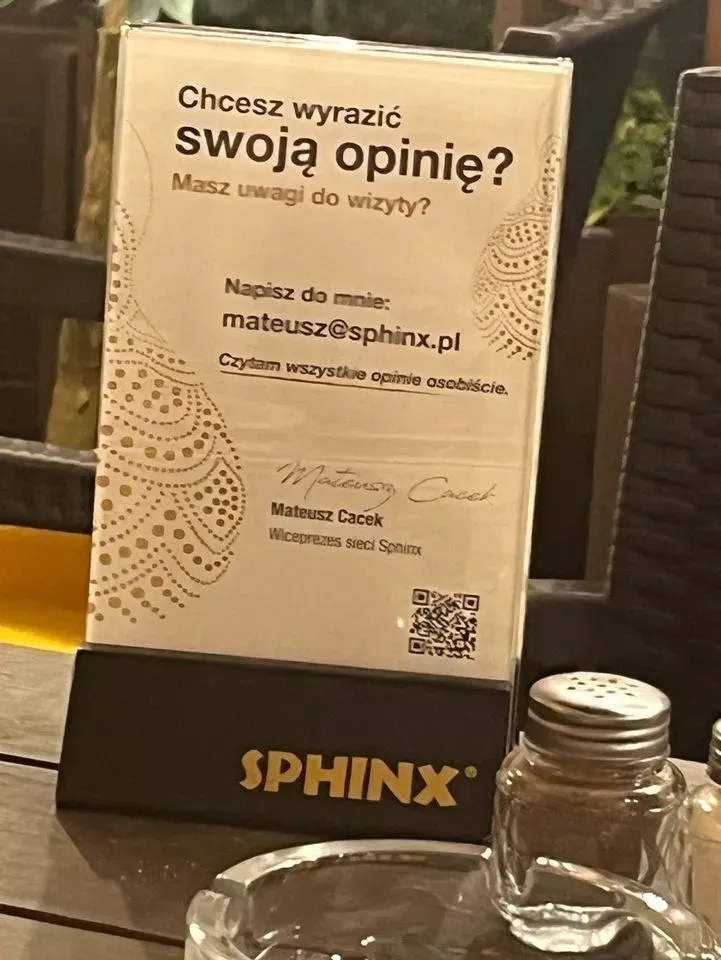 Chcesz wyrazić
swoją opinię?
Masz uwagi do wizyty?
Napisz do mnie:
mateusz@sphinx.pl
Czytam wszystkie opinie osobiście.
Mateusz Cacek
Mateusz Cacek
Wiceprezes sieci Sphinx
SPHINX®